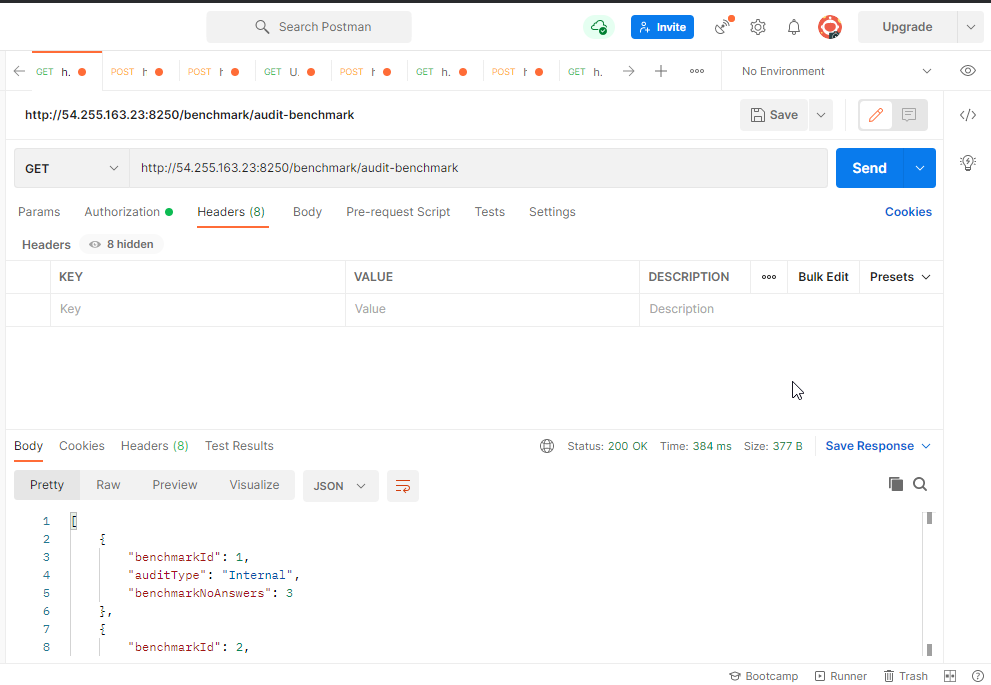 Search Postman
Invite
Upgrade
GET h.
POST h
POST h
GET U.
POST h
GET h.
POST h
GET h.
No Environment
http://54.255.163.23:8250/benchmark/audit-benchmark
Save
GET
http://54.255.163.23:8250/benchmark/audit-benchmark
Send
Params Authorization Headers (8) Body Pre-request Script Tests Settings Cookies
Headers 8 hidden
KEY VALUE DESCRIPTION Bulk Edit Presets
Key Value Description
Body Cookies Headers (8) Test Results Status: 200 OK Time: 384 ms Size: 377 B Save Response
Pretty Raw Preview Visualize JSON
1 [
2 {
3 "benchmarkId": 1,
4 "auditType": "Internal",
5 "benchmarkNoAnswers": 3
6 },
7 {
8 "benchmarkId": 2,
Bootcamp Runner Trash